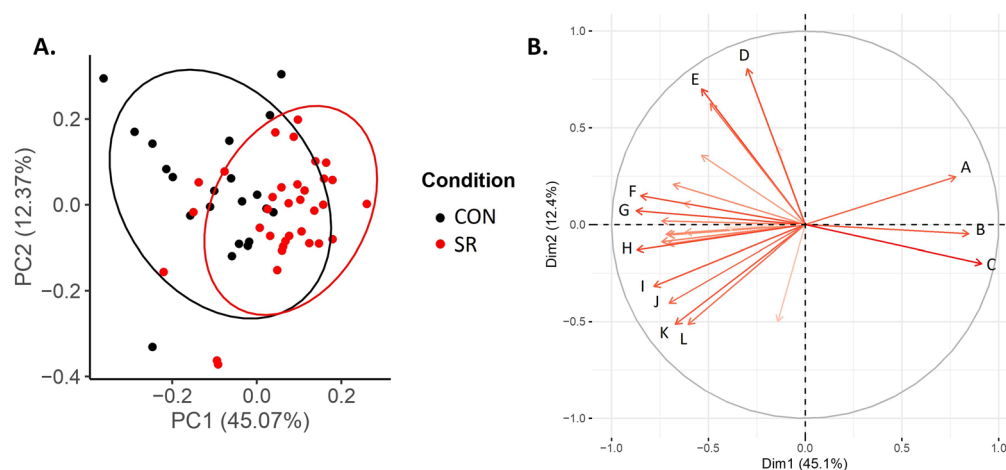 A.
PC2 (12.37%)
0.2
0.0
−0.2
−0.4
−0.2
0.0
0.2
PC1 (45.07%)
Condition
CON
SR
B.
Dim2 (12.4%)
1.0
0.5
0.0
−0.5
−1.0
D
E
A
F
G
B
H
C
I
J
K
L
−1.0
−0.5
0.0
0.5
1.0
Dim1 (45.1%)